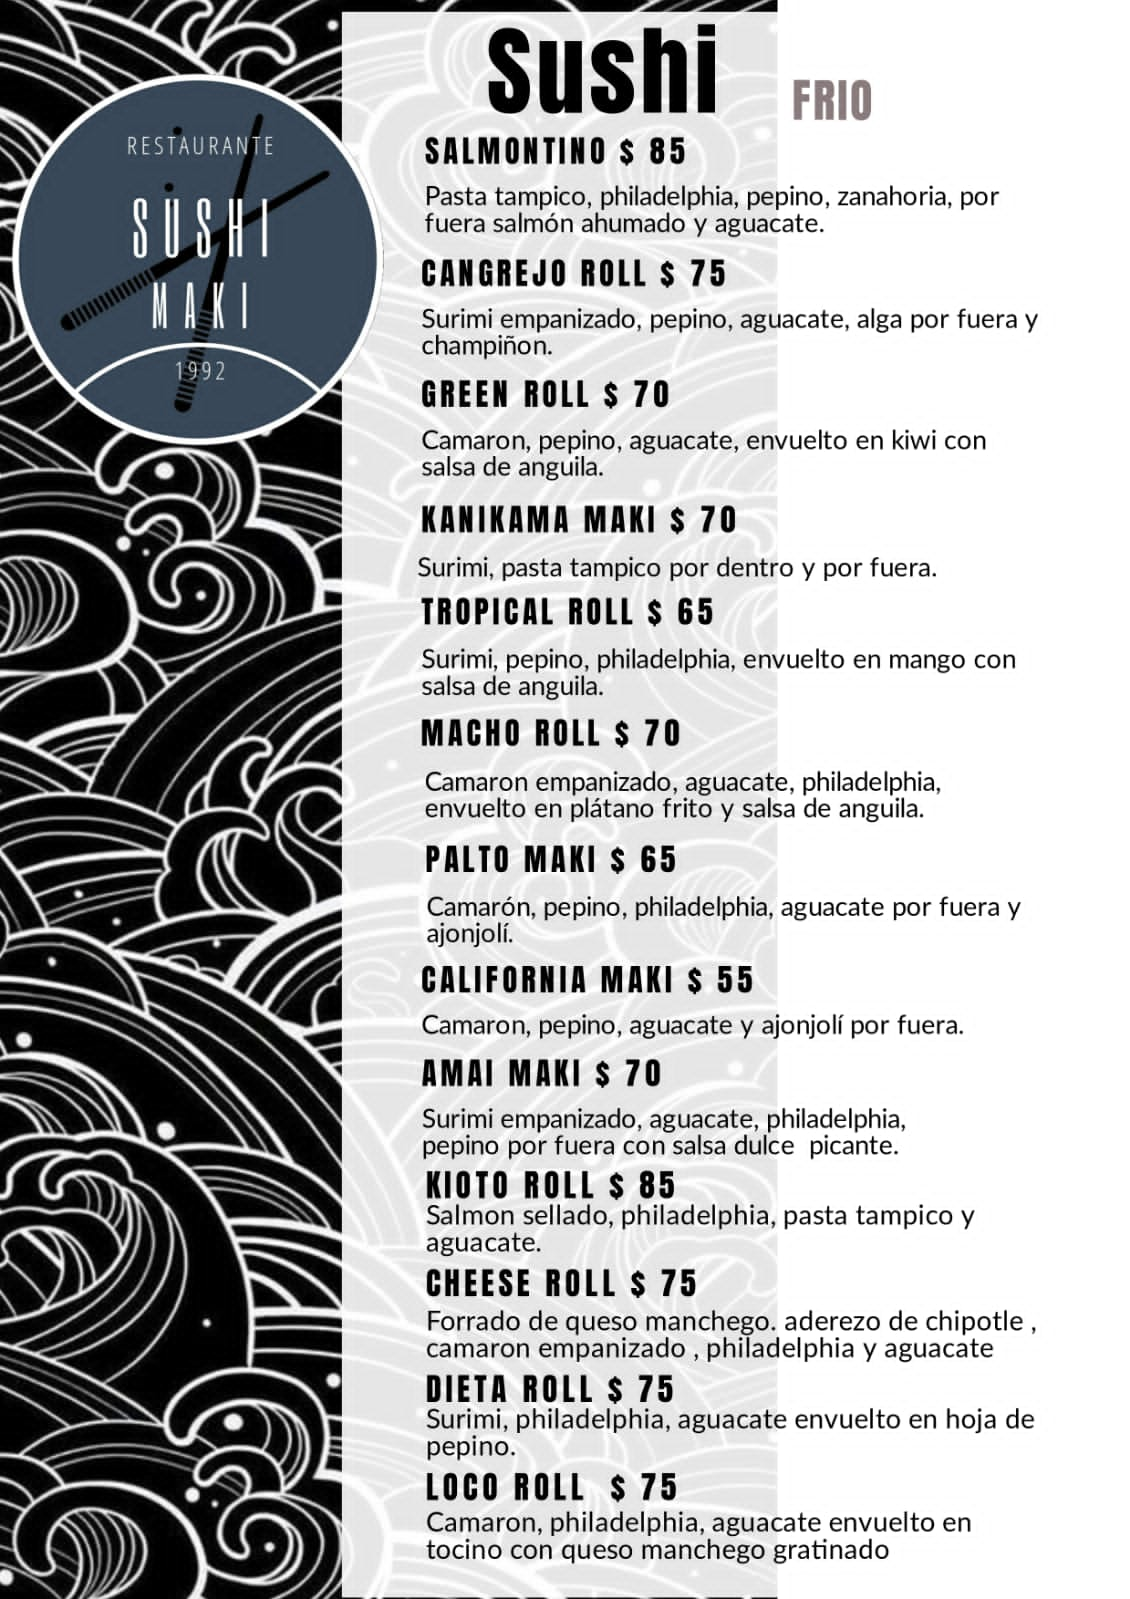 Sushi
FRIO
RESTAURANTE
SUSHI
MAKI
1992
SALMONTINO $ 85
Pasta tampico, philadelphia, pepino, zanahoria, por
fuera salmón ahumado y aguacate.
CANGREJO ROLL $ 75
Surimi empanizado, pepino, aguacate, alga por fuera y
champiñon.
GREEN ROLL $ 70
Camaron, pepino, aguacate, envuelto en kiwi con
salsa de anguila.
KANIKAMA MAKI $ 70
Surimi, pasta tampico por dentro y por fuera.
TROPICAL ROLL $ 65
Surimi, pepino, philadelphia, envuelto en mango con
salsa de anguila.
MACHO ROLL $ 70
Camaron empanizado, aguacate, philadelphia,
envuelto en plátano frito y salsa de anguila.
PALTO MAKI $ 65
Camarón, pepino, philadelphia, aguacate por fuera y
ajonjolí.
CALIFORNIA MAKI $ 55
Camaron, pepino, aguacate y ajonjolí por fuera.
AMAI MAKI $ 70
Surimi empanizado, aguacate, philadelphia,
pepino por fuera con salsa dulce  picante.
KIOTO ROLL $ 85
Salmon sellado, philadelphia, pasta tampico y
aguacate.
CHEESE ROLL $ 75
Forrado de queso manchego. aderezo de chipotle ,
camaron empanizado , philadelphia y aguacate
DIETA ROLL $ 75
Surimi, philadelphia, aguacate envuelto en hoja de
pepino.
LOCO ROLL  $ 75
Camaron, philadelphia, aguacate envuelto en
tocino con queso manchego gratinado